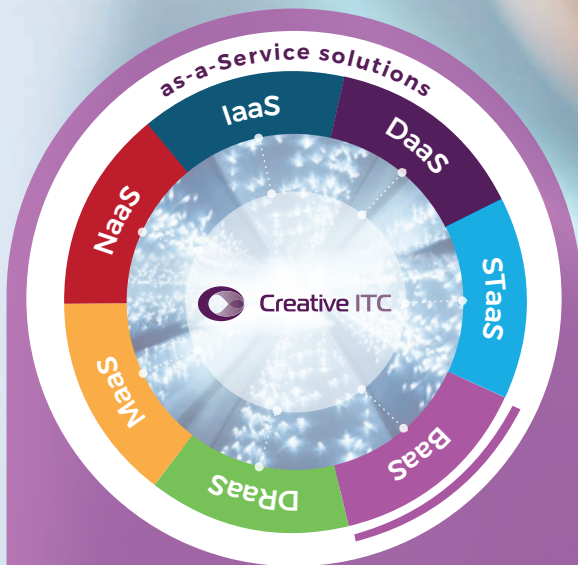 as-a-Service solutions
IaaS
DaaS
STaaS
BaaS
DRaaS
MaaS
NaaS
Creative ITC